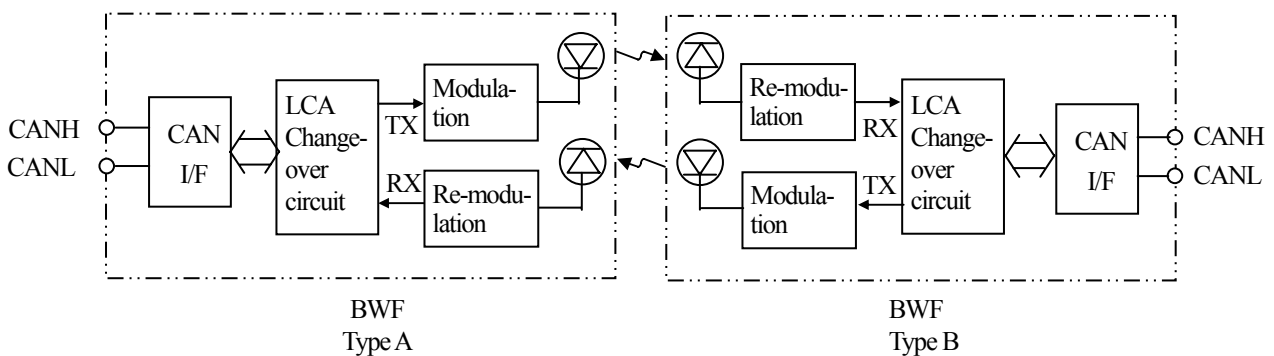 CANH
CANL
CAN
I/F
LCA
Change-
over
circuit
TX
Modula-
tion
RX
Re-modu-
lation
BWF
Type A
Re-modu-
lation
RX
Modula-
tion
TX
LCA
Change-
over
circuit
CAN
I/F
CANH
CANL
BWF
Type B